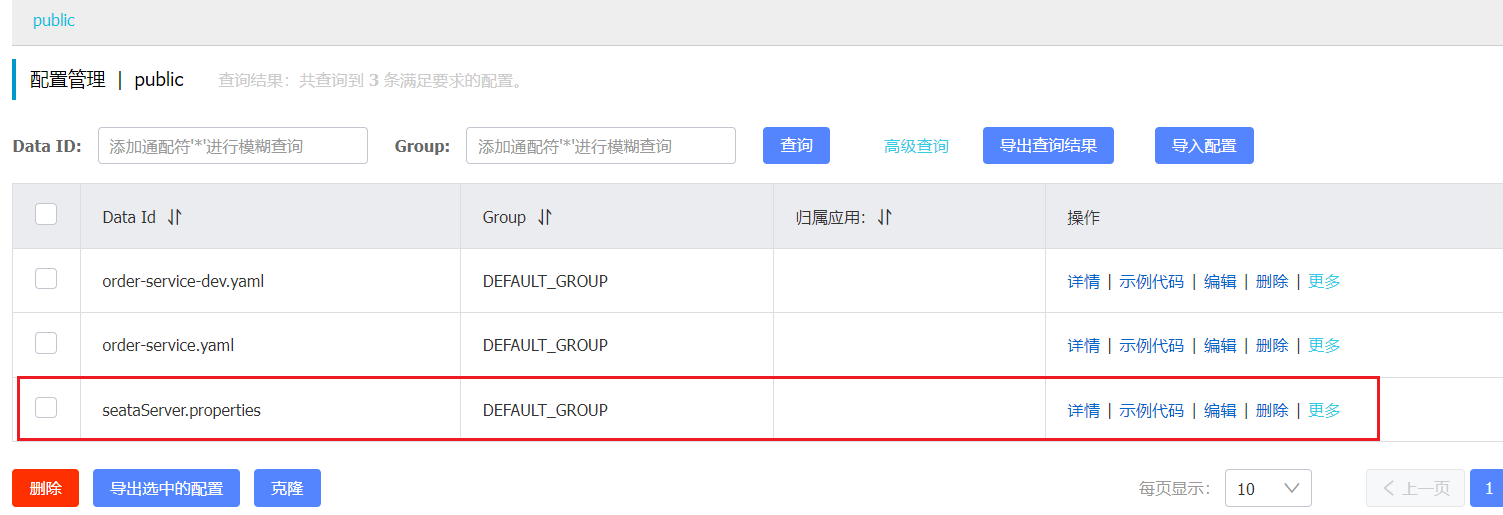 public
配置管理 | public 查询结果：共查询到 3 条满足要求的配置。
Data ID: 添加通配符'*'进行模糊查询 Group: 添加通配符'*'进行模糊查询 查询 高级查询 导出查询结果 导入配置
Data Id Group 归属应用: 操作
order-service-dev.yaml DEFAULT_GROUP 详情 | 示例代码 | 编辑 | 删除 | 更多
order-service.yaml DEFAULT_GROUP 详情 | 示例代码 | 编辑 | 删除 | 更多
seataServer.properties DEFAULT_GROUP 详情 | 示例代码 | 编辑 | 删除 | 更多
删除 导出选中的配置 克隆 每页显示: 10 上一页 1